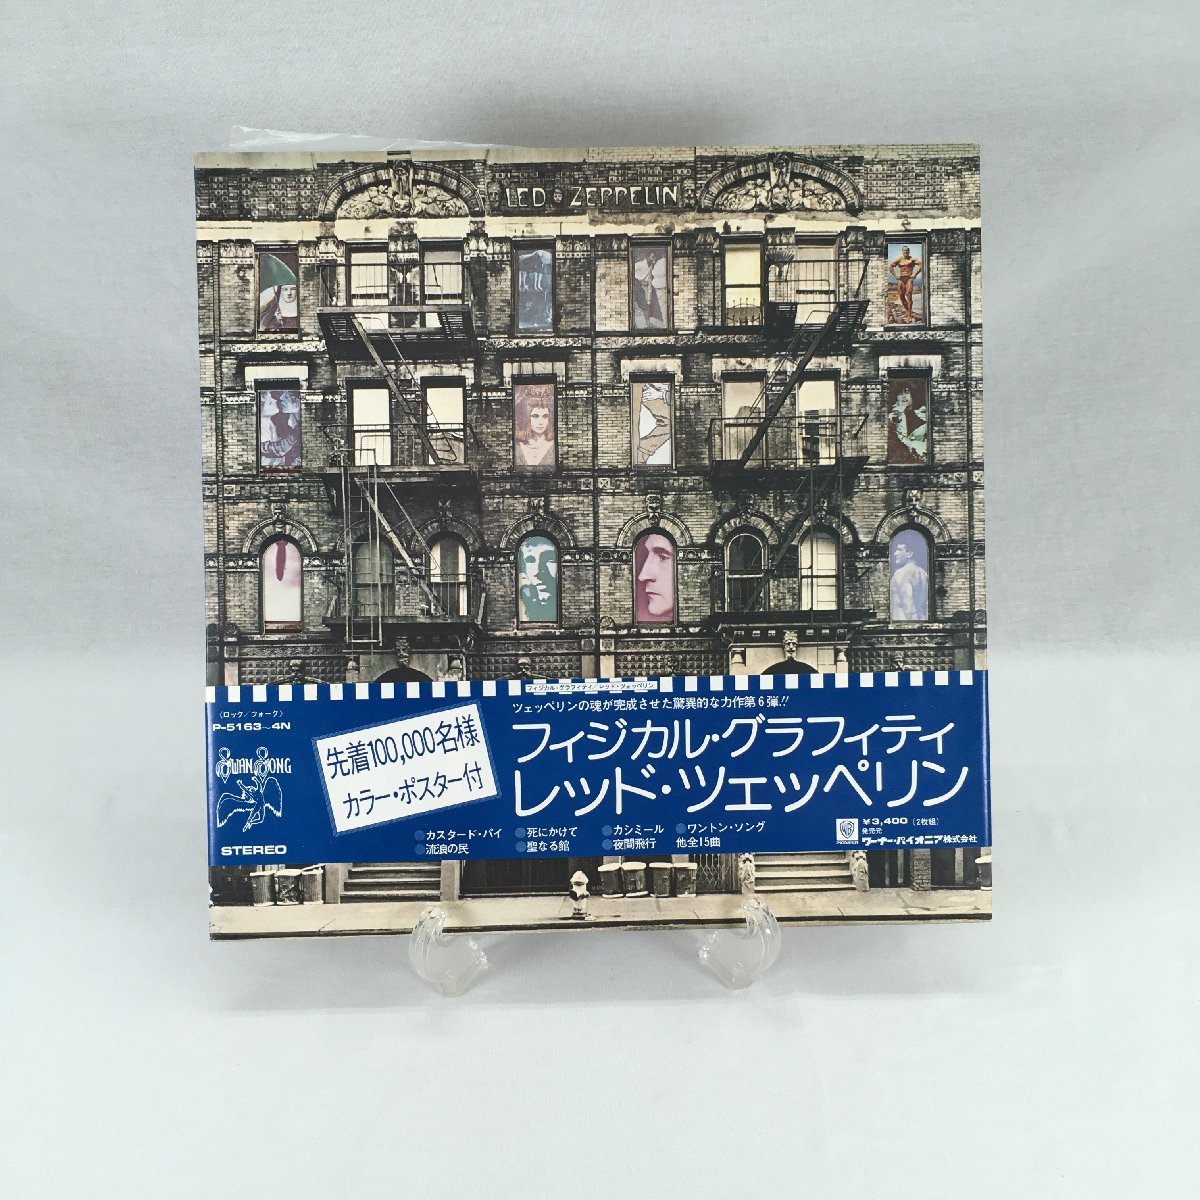 LED ZEPPELIN
フィジカル・グラフィティ/レッド・ツェッペリン
〈ロック/フォーク〉
P-5163~4N
SWAN SONG
STEREO
先着100,000名様
カラー・ポスター付
ツェッペリンの魂が完成させた驚異的な力作第6弾!!
フィジカル・グラフィティ
レッド・ツェッペリン
●カスタード・パイ ●死にかけて ●カシミール ●ワントン・ソング
●流浪の民 ●聖なる館 ●夜間飛行 他全15曲
¥3,400（2枚組）
発売元
ワーナー・パイオニア株式会社